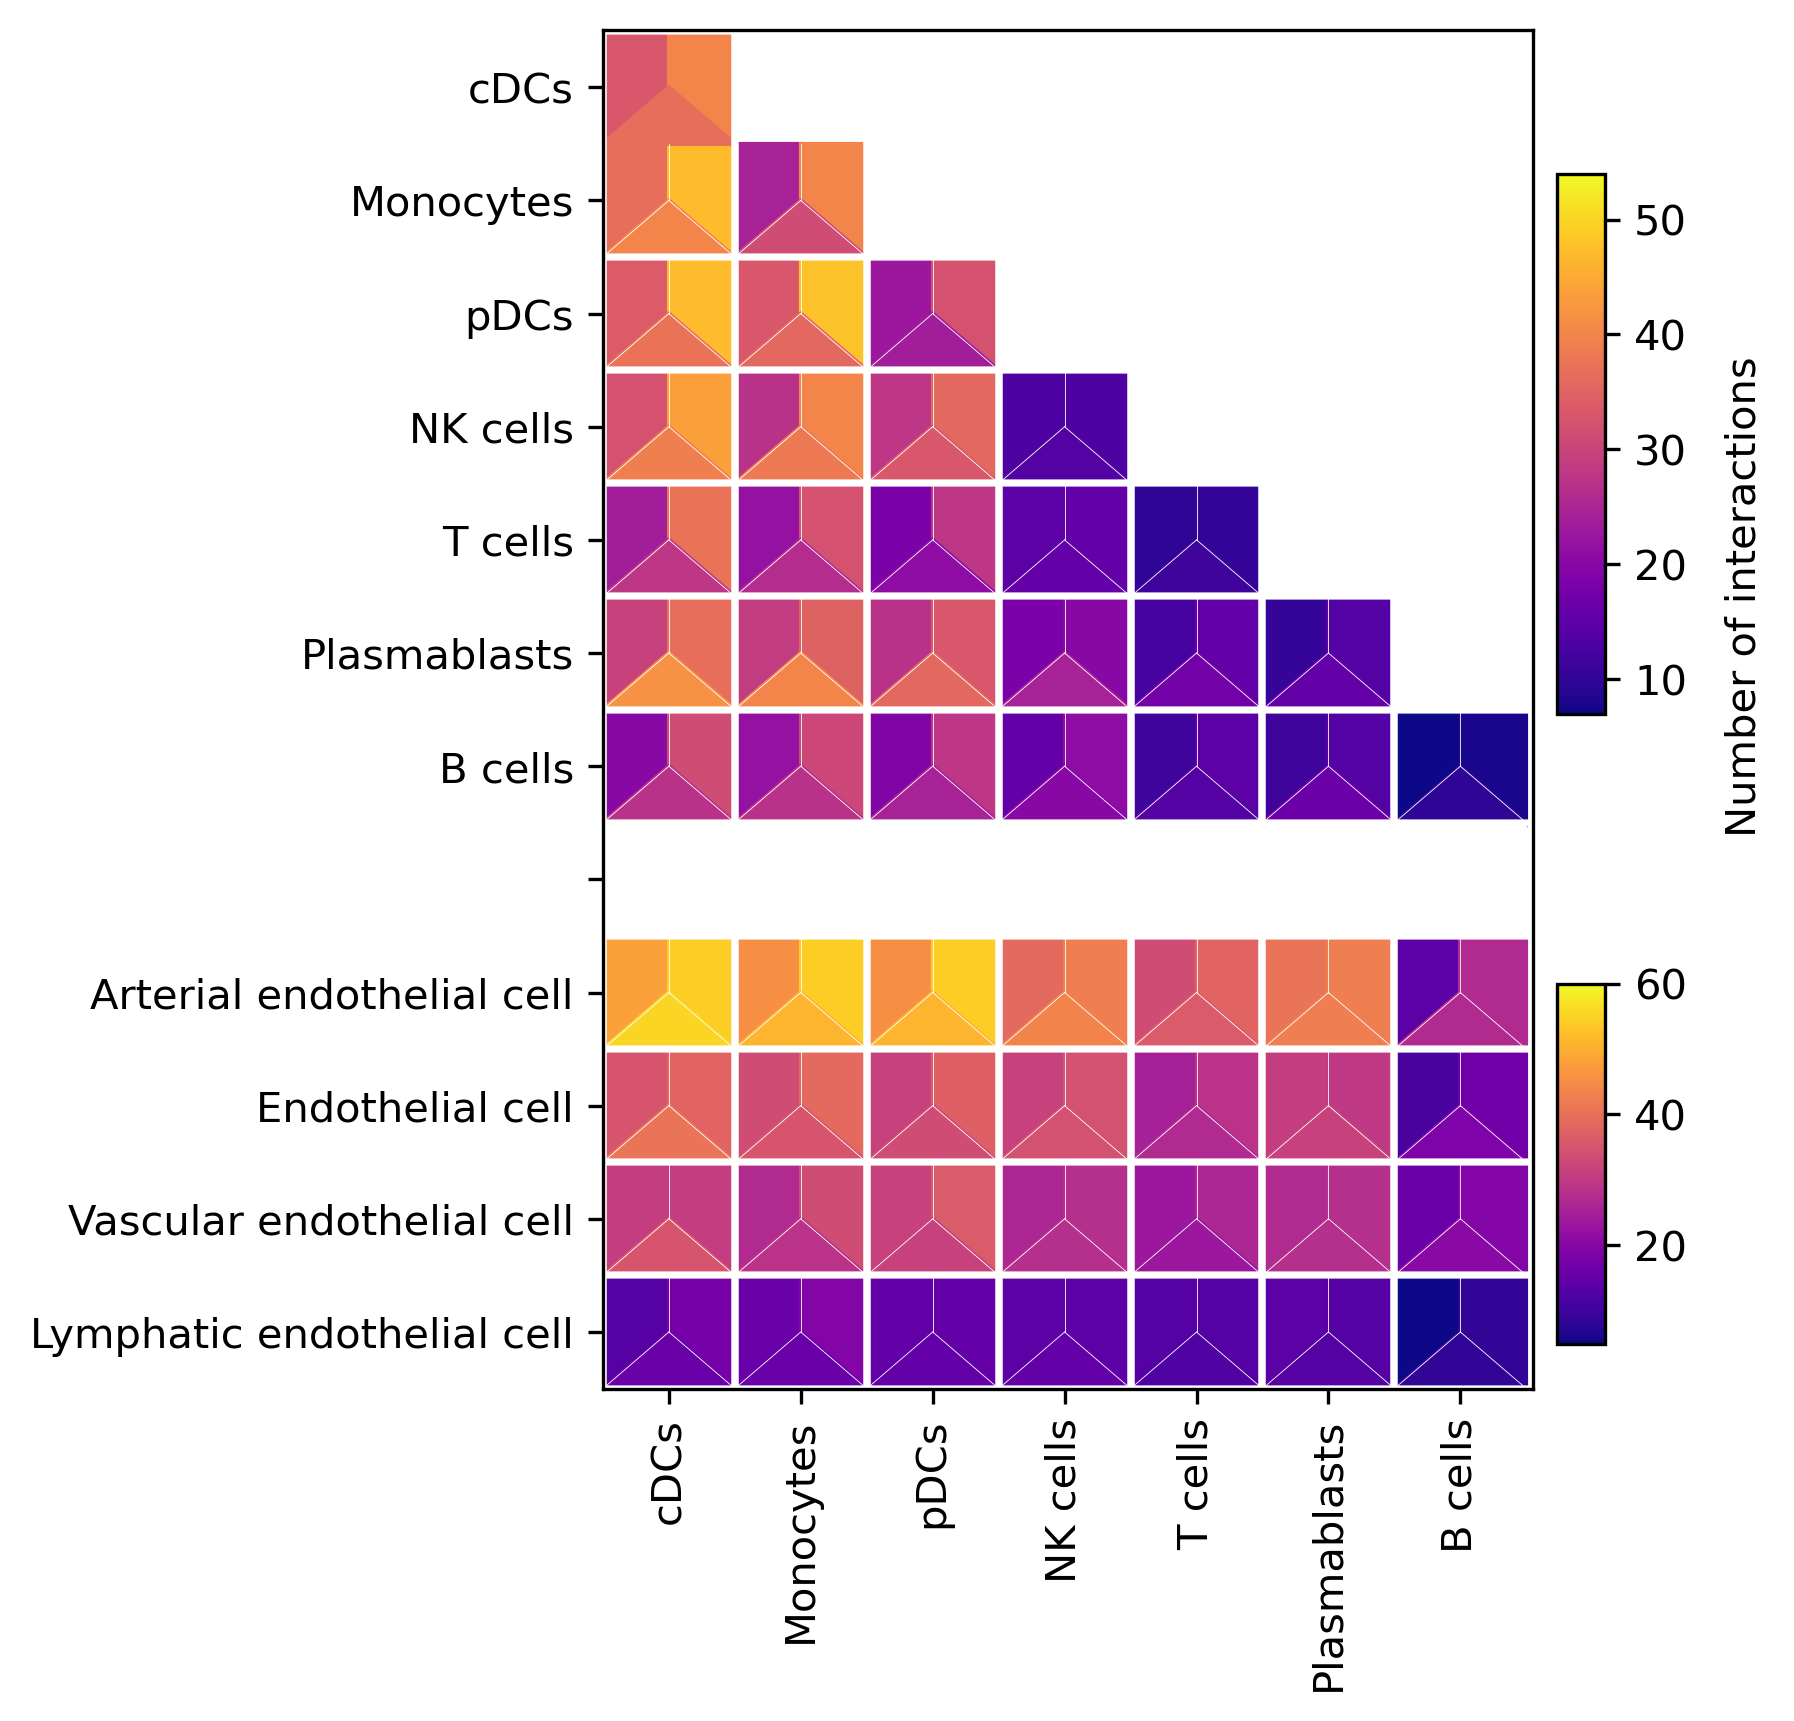 cDCs
Monocytes
pDCs
NK cells
T cells
Plasmablasts
B cells
Arterial endothelial cell
Endothelial cell
Vascular endothelial cell
Lymphatic endothelial cell
cDCs
Monocytes
pDCs
NK cells
T cells
Plasmablasts
B cells
50
40
30
20
10
Number of interactions
60
40
20